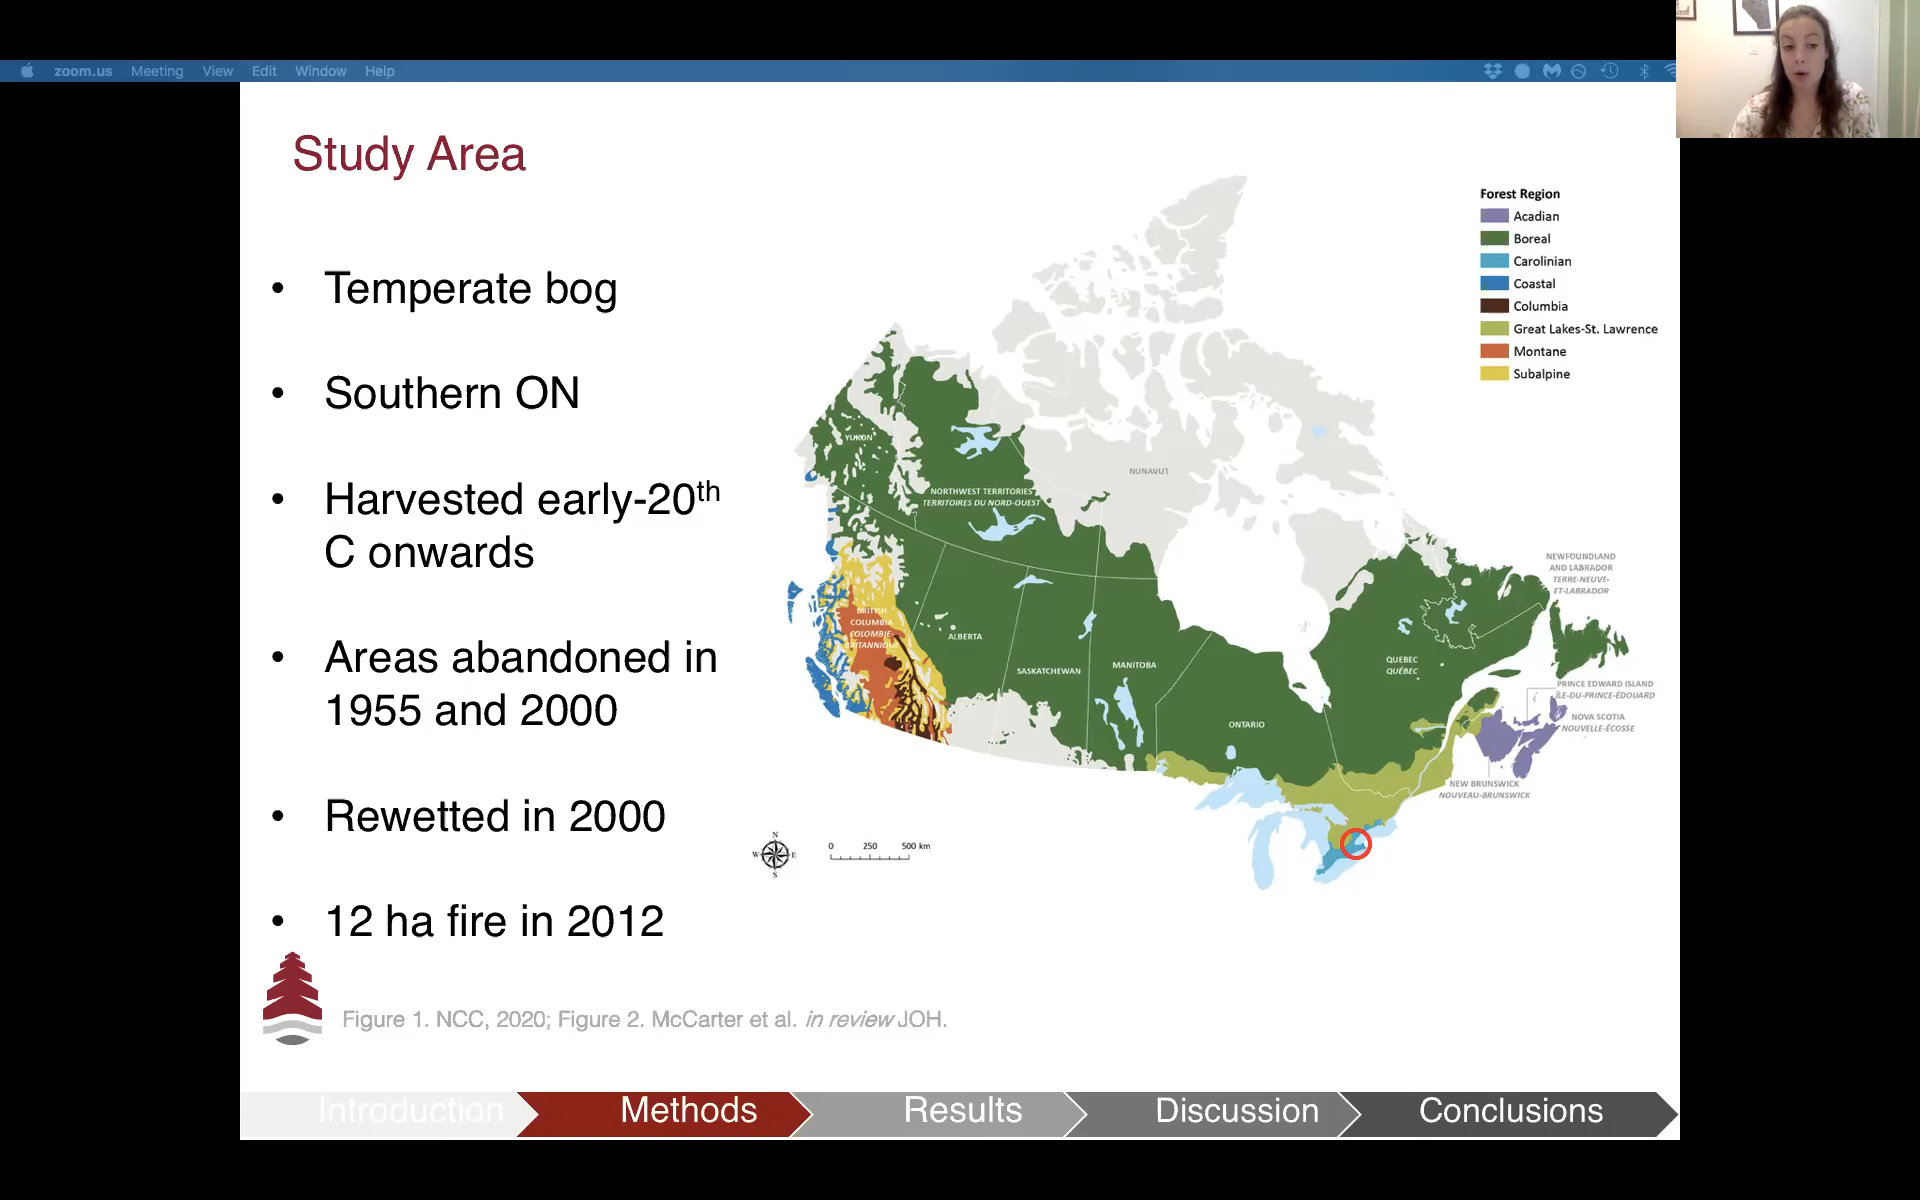 zoom.us Meeting View Edit Window Help
Study Area
• Temperate bog
• Southern ON
• Harvested early-20th
C onwards
• Areas abandoned in
1955 and 2000
• Rewetted in 2000
• 12 ha fire in 2012
Forest Region
Acadian
Boreal
Carolinian
Coastal
Columbia
Great Lakes-St. Lawrence
Montane
Subalpine
YUKON
NUNAVUT
NORTHWEST TERRITORIES
TERRITOIRES DU NORD-OUEST
BRITISH
COLUMBIA
COLOMBIE-
BRITANNIQUE
ALBERTA
SASKATCHEWAN
MANITOBA
ONTARIO
QUEBEC
QUÉBEC
NEWFOUNDLAND
AND LABRADOR
TERRE-NEUVE-
ET-LABRADOR
PRINCE EDWARD ISLAND
ÎLE-DU-PRINCE-ÉDOUARD
NOVA SCOTIA
NOUVELLE-ÉCOSSE
NEW BRUNSWICK
NOUVEAU-BRUNSWICK
N
W E
S
0 250 500 km
Figure 1. NCC, 2020; Figure 2. McCarter et al. in review JOH.
Introduction Methods Results Discussion Conclusions